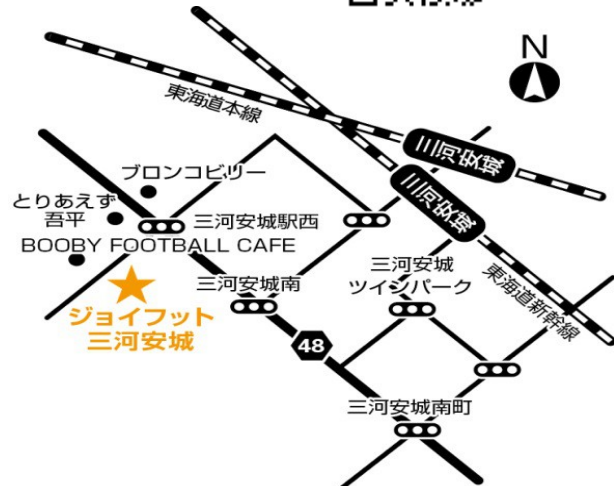 N
東海道本線
三河安城
三河安城
東海道新幹線
ブロンコビリー
とりあえず
吾平
三河安城駅西
BOOBY FOOTBALL CAFE
三河安城南
三河安城
ツインパーク
ジョイフット
三河安城
48
三河安城南町